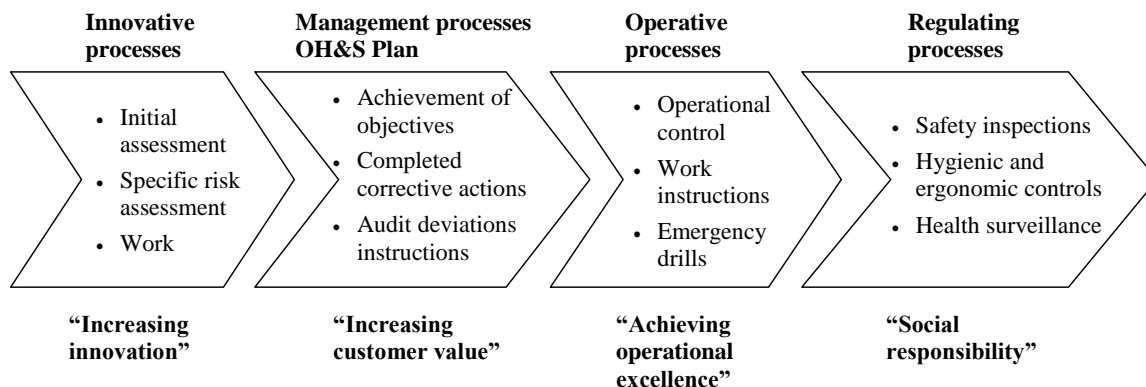 Innovative
processes
• Initial
assessment
• Specific risk
assessment
• Work
“Increasing
innovation”
Management processes
OH&S Plan
• Achievement of
objectives
• Completed
corrective actions
• Audit deviations
instructions
“Increasing
customer value”
Operative
processes
• Operational
control
• Work
instructions
• Emergency
drills
“Achieving
operational
excellence”
Regulating
processes
• Safety inspections
• Hygienic and
ergonomic controls
• Health surveillance
“Social
responsibility”